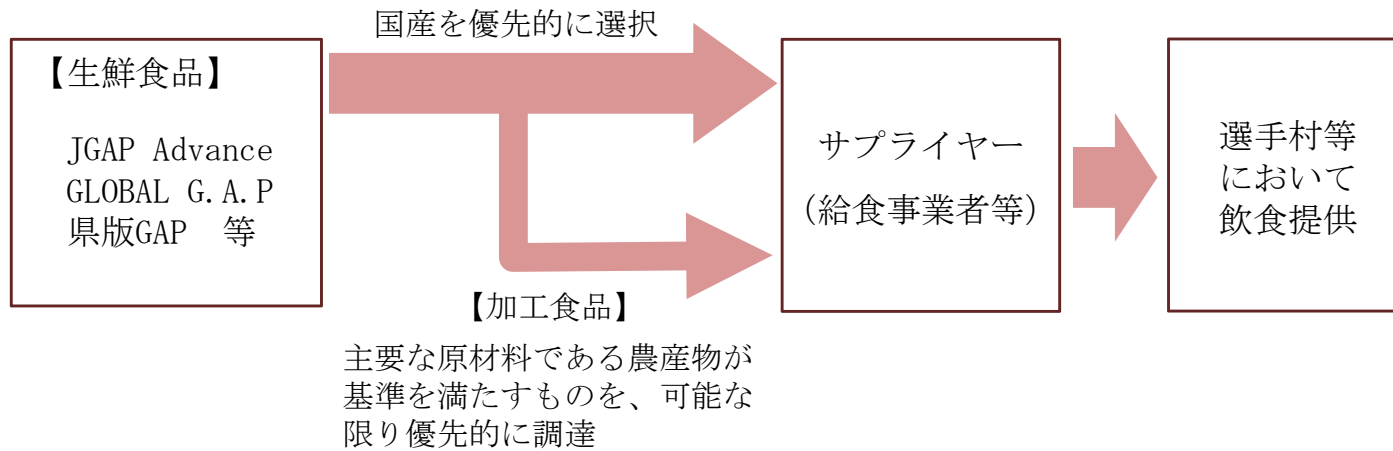 国産を優先的に選択
【生鮮食品】
JGAP Advance
GLOBAL G.A.P
県版GAP　等
【加工食品】
主要な原材料である農産物が
基準を満たすものを、可能な
限り優先的に調達
サプライヤー
（給食事業者等）
選手村等
において
飲食提供